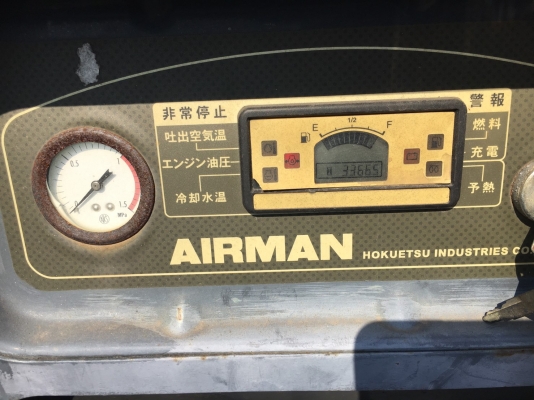 非常停止
吐出空気温
エンジン油圧
冷却水温
E 1/2 F
警報
燃料
充電
予熱
0 0.5 1 1.5
MPa
AIRMAN
HOKUETSU INDUSTRIES CO.